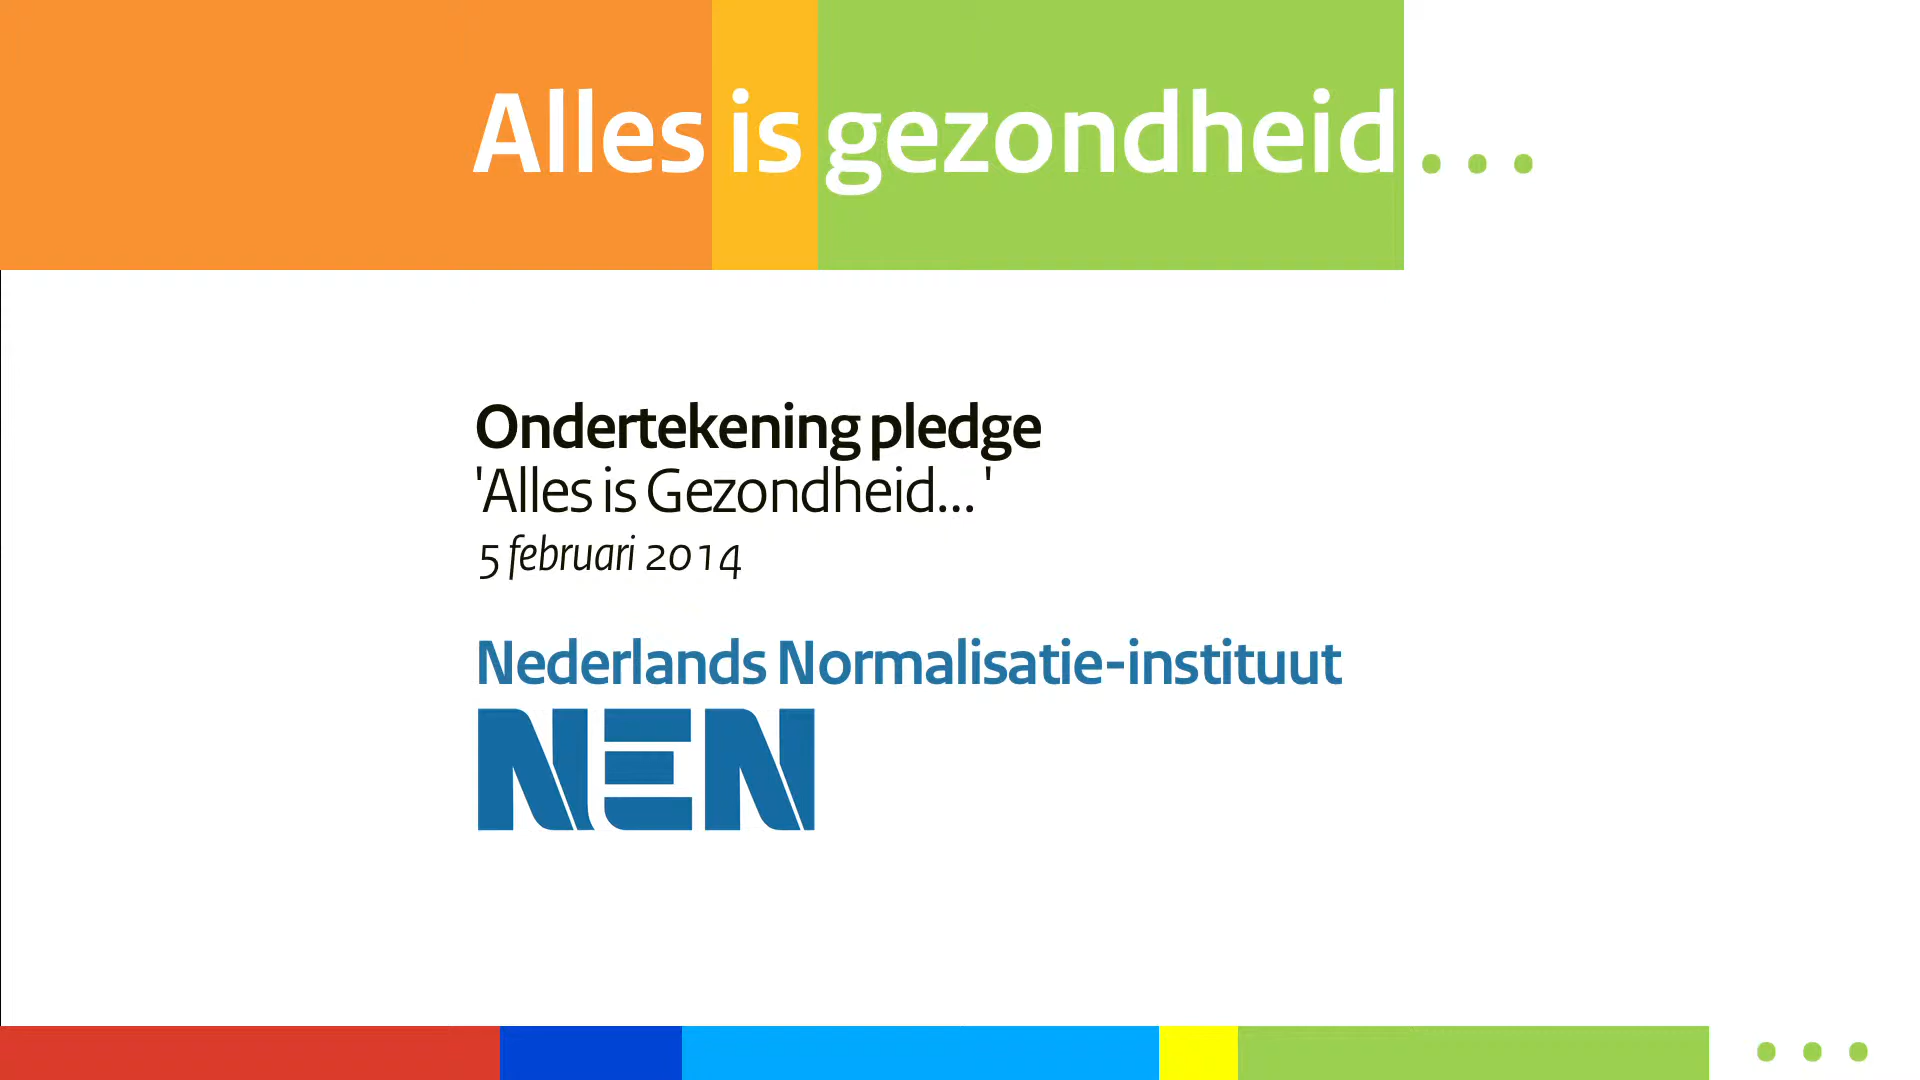 Alles is gezondheid...
Ondertekening pledge
'Alles is Gezondheid... '
5 februari 2014
Nederlands Normalisatie-instituut
NEN